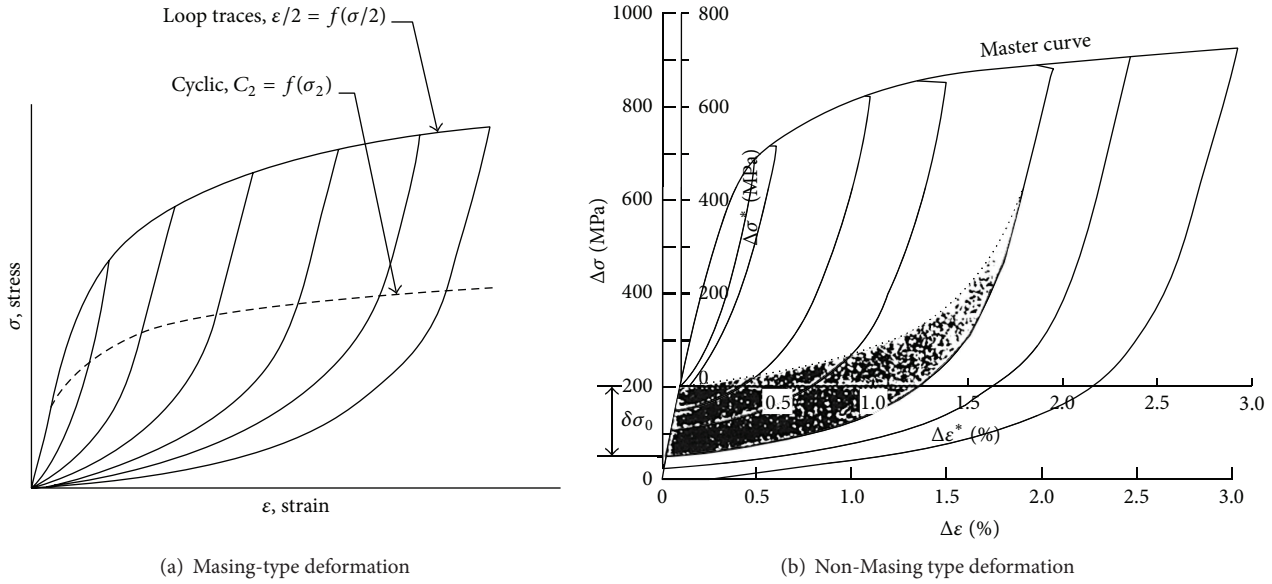 Loop traces, ε/2 = f(σ/2)
Cyclic, C₂ = f(σ₂)
σ, stress
ε, strain
(a) Masing-type deformation
1000
800
600
400
200
0
Δσ (MPa)
800
600
400
200
0
Δσ* (MPa)
Master curve
δσ₀
0.5
1.0
1.5
2.0
2.5
3.0
Δε* (%)
0
0.5
1.0
1.5
2.0
2.5
3.0
Δε (%)
(b) Non-Masing type deformation